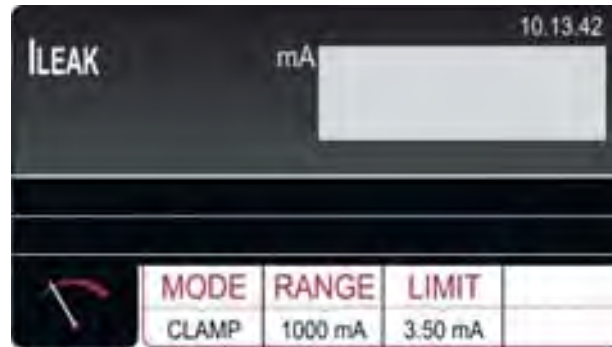 10.13.42
ILEAK mA
MODE RANGE LIMIT
CLAMP 1000 mA 3.50 mA